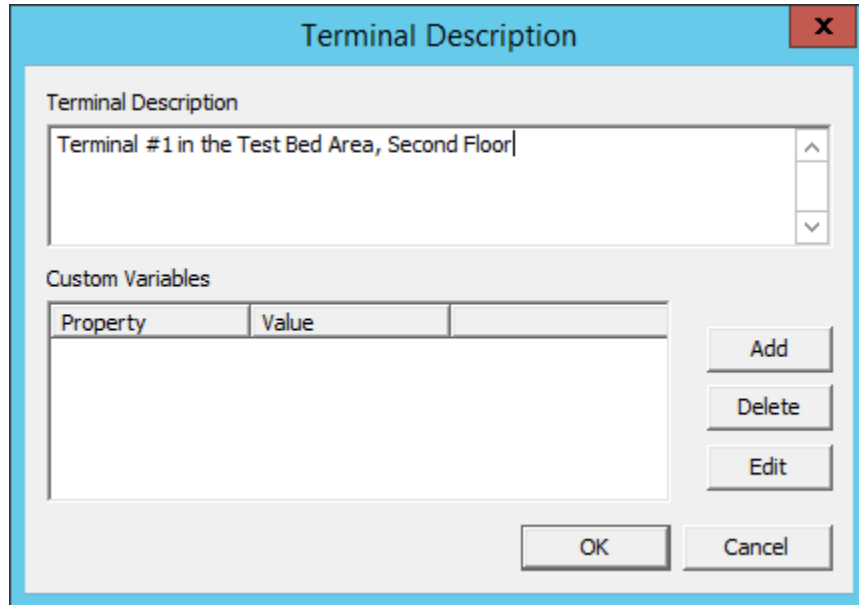 Terminal Description
x
Terminal Description
Terminal #1 in the Test Bed Area, Second Floor
Custom Variables
Property Value
Add
Delete
Edit
OK Cancel